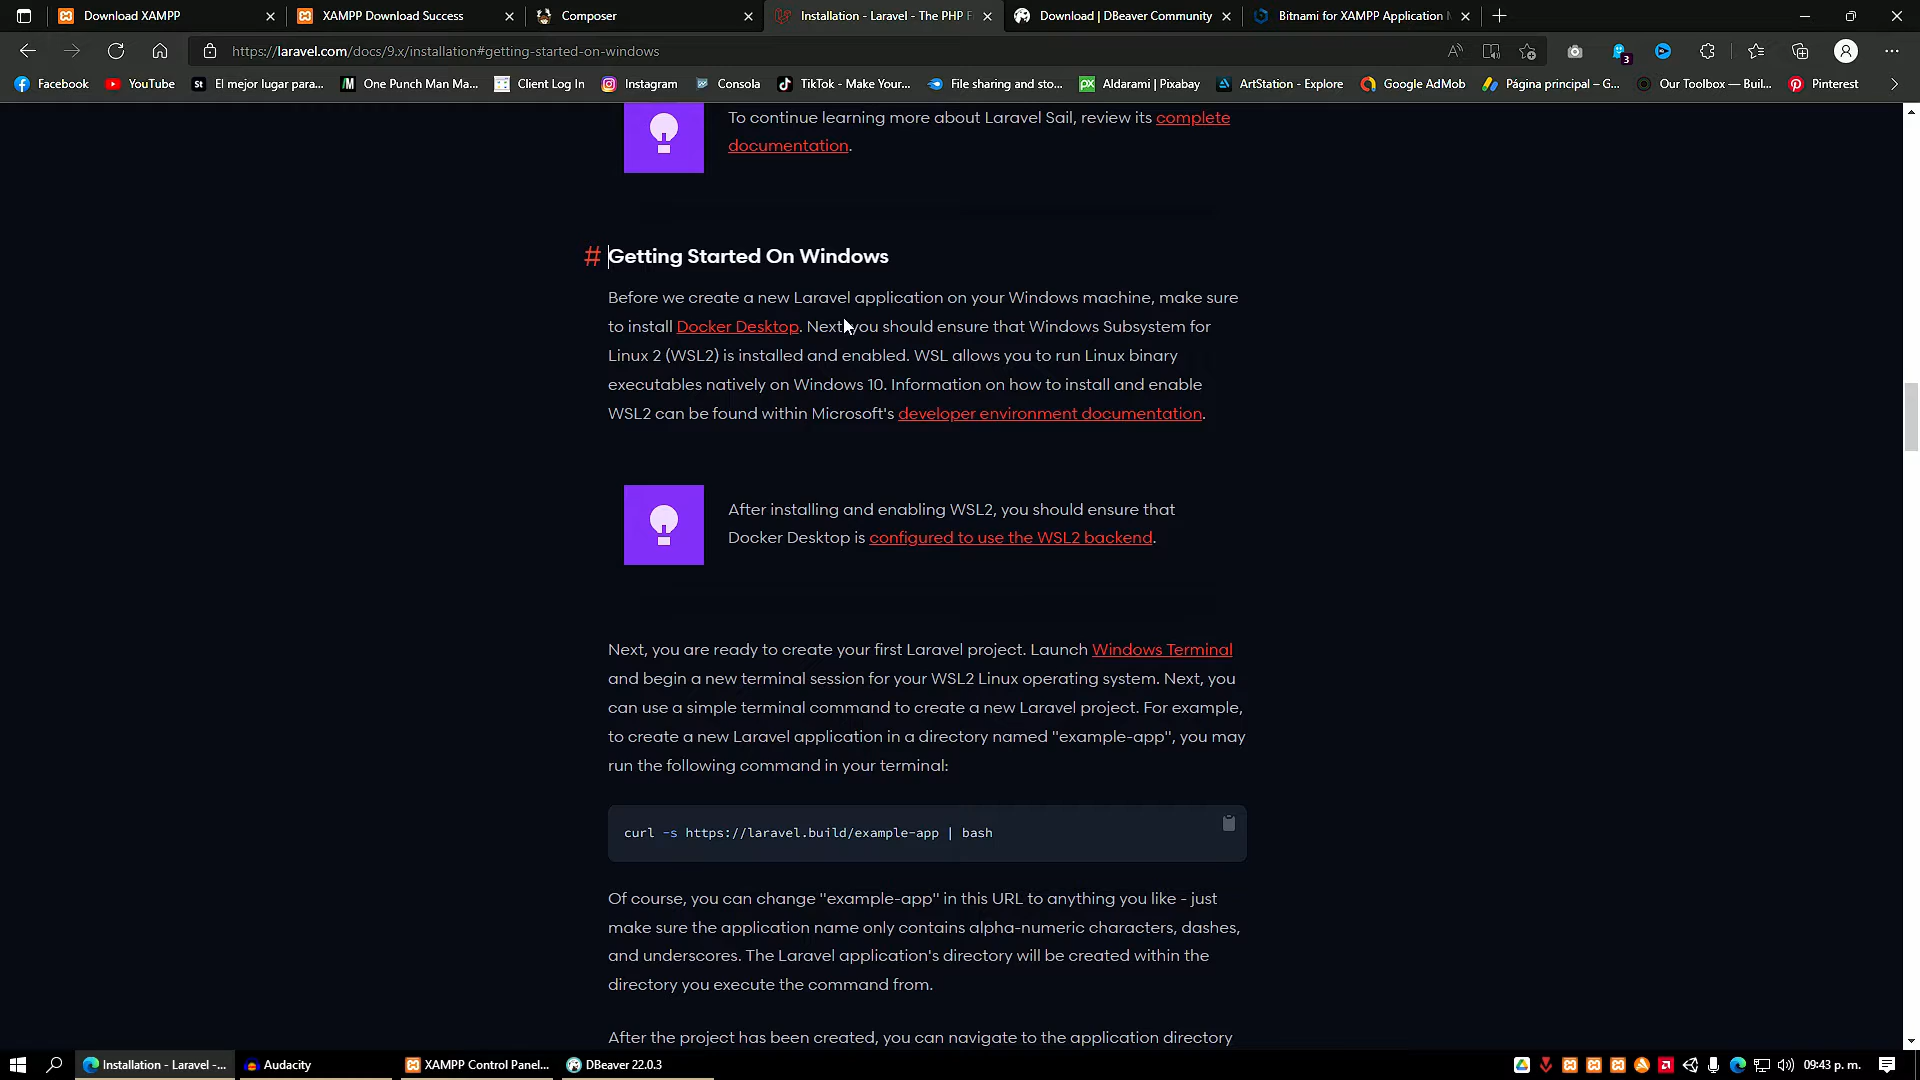 Download XAMPP
XAMPP Download Success
Composer
Installation - Laravel - The PHP F
Download | DBeaver Community
Bitnami for XAMPP Application M
https://laravel.com/docs/9.x/installation#getting-started-on-windows
3
Facebook
YouTube
St
El mejor lugar para...
One Punch Man Ma...
Client Log In
Instagram
Consola
TikTok - Make Your...
File sharing and sto...
PX
Aldarami | Pixabay
ArtStation - Explore
Google AdMob
Página principal – G...
Our Toolbox — Buil...
Pinterest
To continue learning more about Laravel Sail, review its complete
documentation.
# Getting Started On Windows
Before we create a new Laravel application on your Windows machine, make sure
to install Docker Desktop. Next, you should ensure that Windows Subsystem for
Linux 2 (WSL2) is installed and enabled. WSL allows you to run Linux binary
executables natively on Windows 10. Information on how to install and enable
WSL2 can be found within Microsoft's developer environment documentation.
After installing and enabling WSL2, you should ensure that
Docker Desktop is configured to use the WSL2 backend.
Next, you are ready to create your first Laravel project. Launch Windows Terminal
and begin a new terminal session for your WSL2 Linux operating system. Next, you
can use a simple terminal command to create a new Laravel project. For example,
to create a new Laravel application in a directory named "example-app", you may
run the following command in your terminal:
curl -s https://laravel.build/example-app | bash
Of course, you can change "example-app" in this URL to anything you like - just
make sure the application name only contains alpha-numeric characters, dashes,
and underscores. The Laravel application's directory will be created within the
directory you execute the command from.
After the project has been created, you can navigate to the application directory
Installation - Laravel -...
Audacity
XAMPP Control Panel...
DBeaver 22.0.3
09:43 p. m.